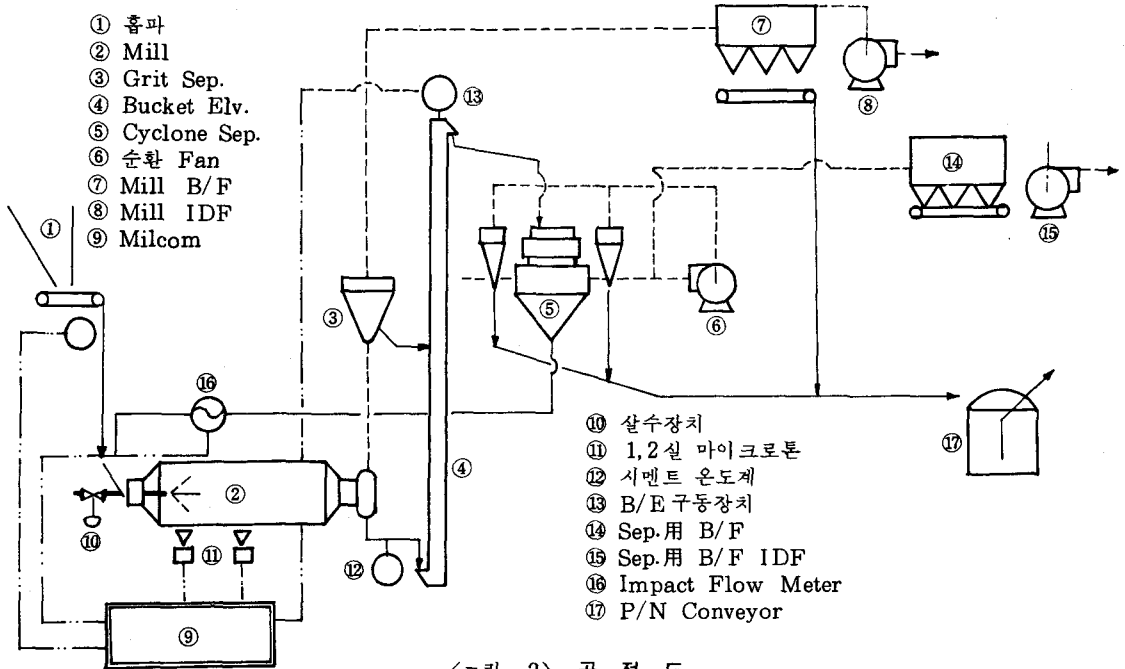 ① 홉파
② Mill
③ Grit Sep.
④ Bucket Elv.
⑤ Cyclone Sep.
⑥ 순환 Fan
⑦ Mill B/F
⑧ Mill IDF
⑨ Milcom
⑦
⑧
⑬
⑭
⑮
①
③
⑤
⑥
⑯
④
②
⑩
⑪
⑫
⑨
⑰
⑩ 살수장치
⑪ 1,2실 마이크로폰
⑫ 시멘트 온도계
⑬ B/E구동장치
⑭ Sep.用 B/F
⑮ Sep.用 B/F IDF
⑯ Impact Flow Meter
⑰ P/N Conveyor